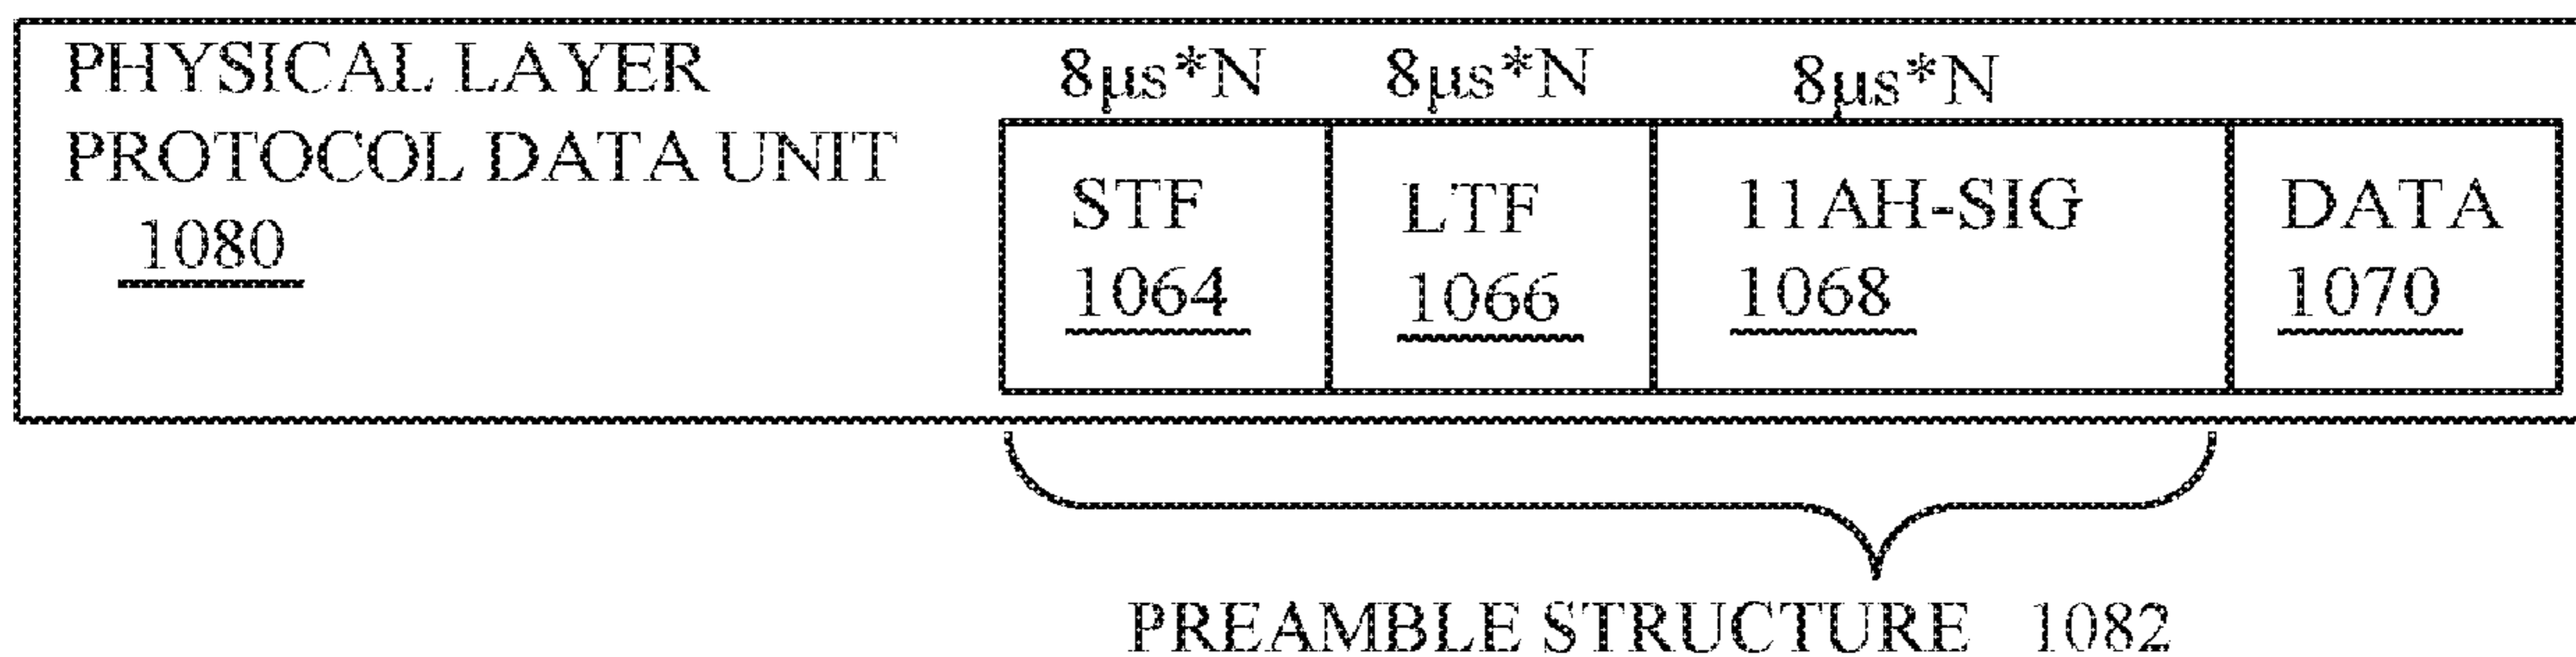 PHYSICAL LAYER
PROTOCOL DATA UNIT
1080
8µs*N 8µs*N 8µs*N
STF LTF 11AH-SIG DATA
1064 1066 1068 1070
PREAMBLE STRUCTURE 1082